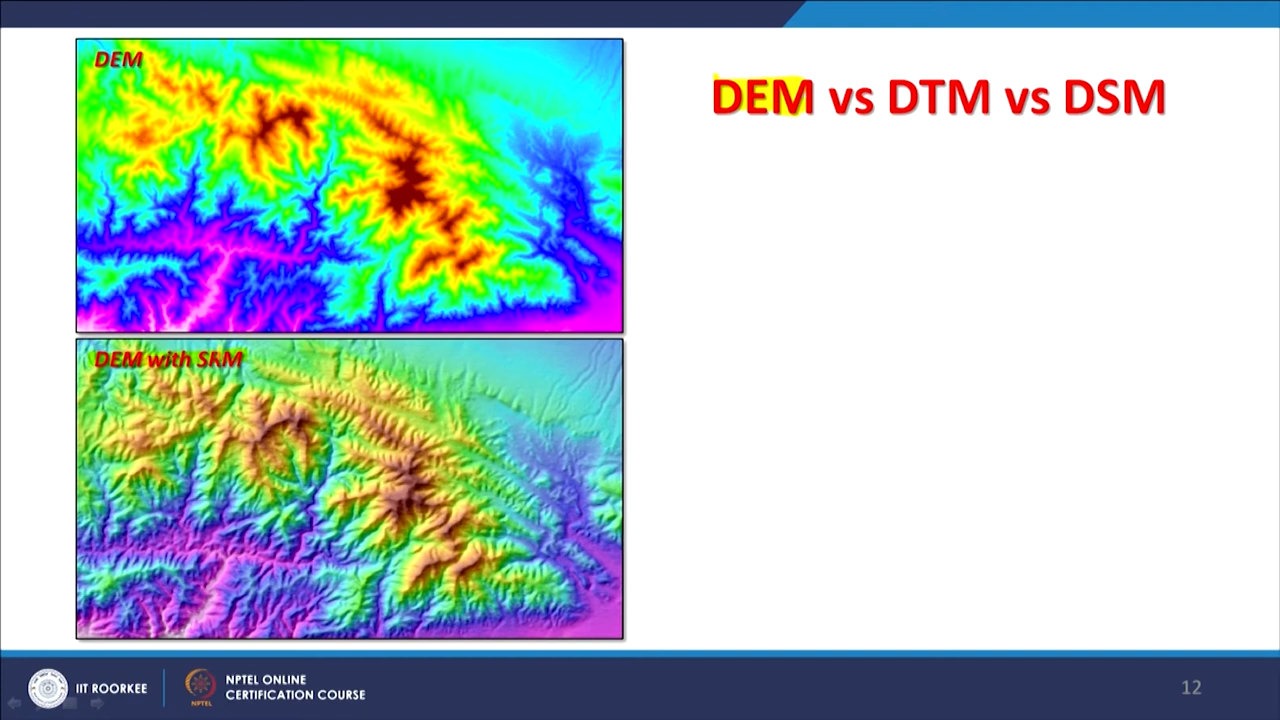 DEM
DEM vs DTM vs DSM
DEM with SRM
IIT ROORKEE
NPTEL
NPTEL ONLINE
CERTIFICATION COURSE
12